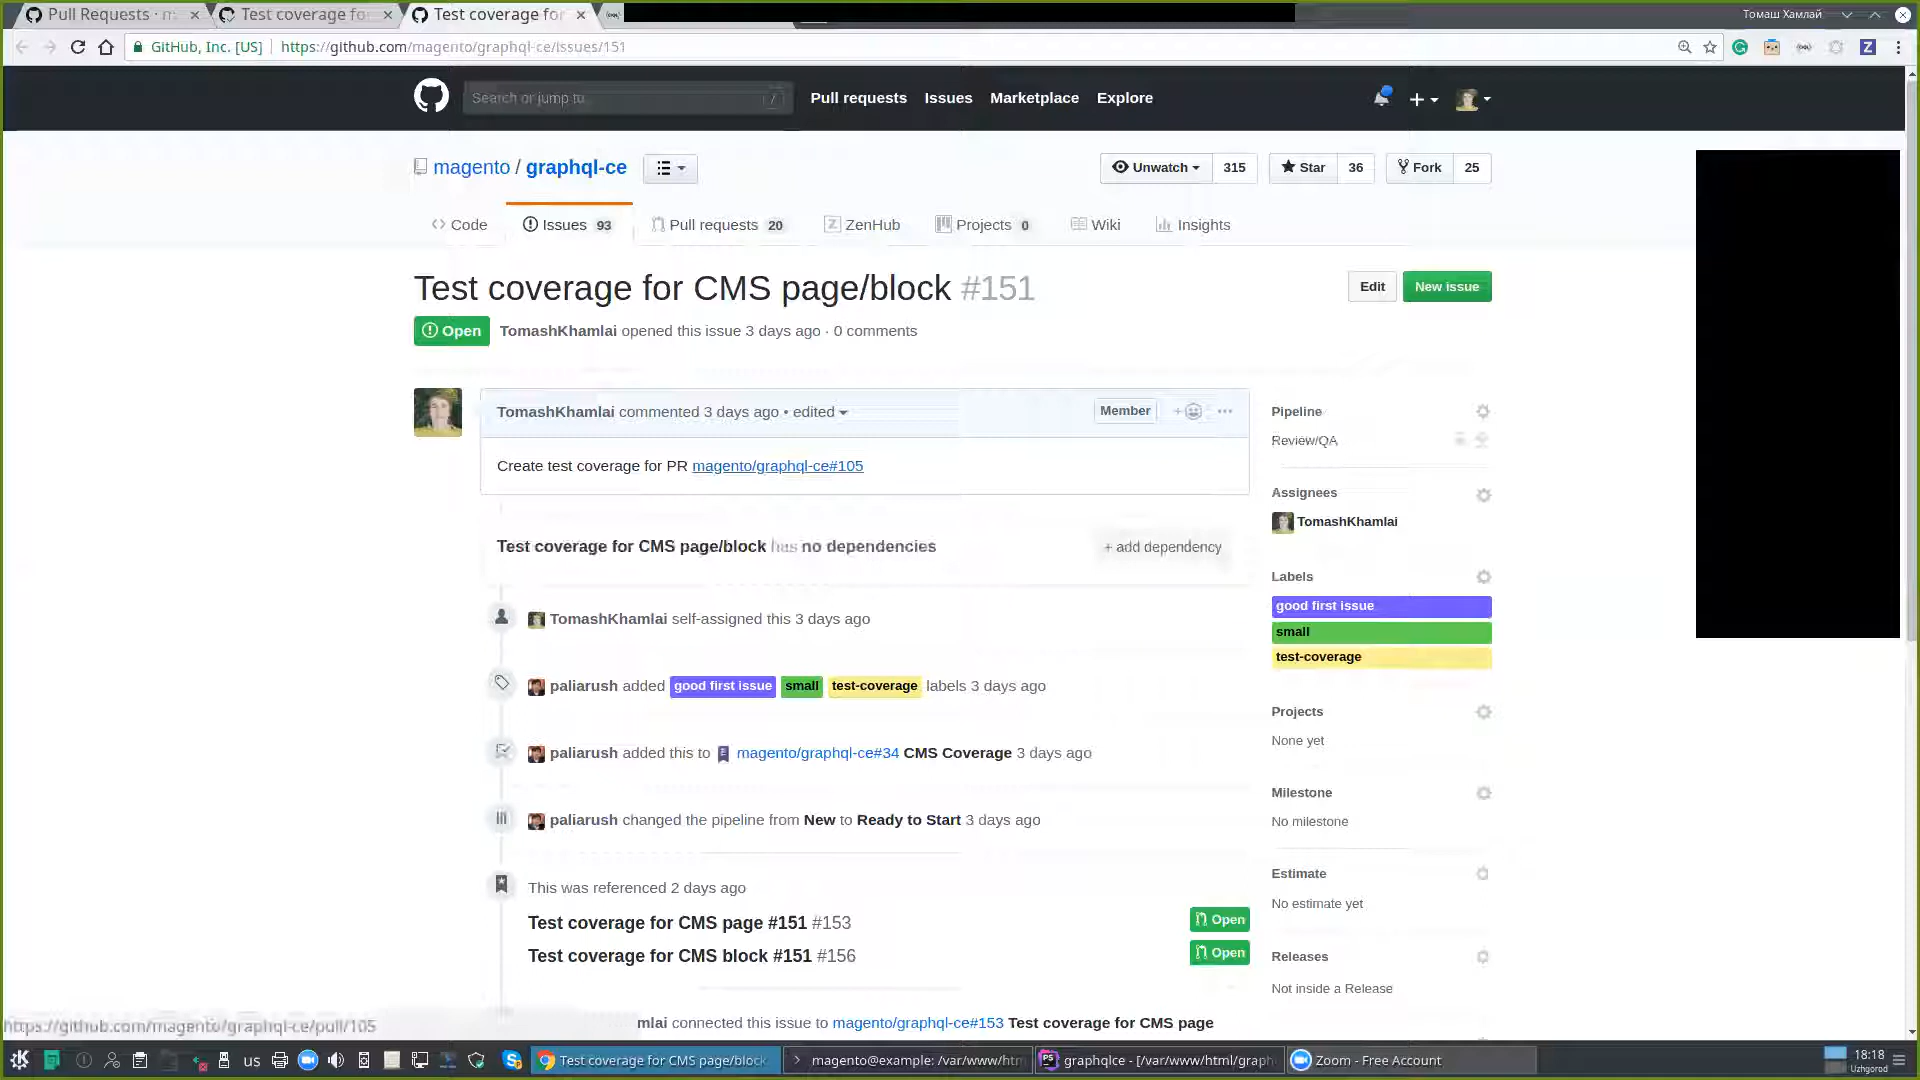 Pull Requests · m
Test coverage fo
Test coverage for
Томаш Хамлай
GitHub, Inc. [US]
https://github.com/magento/graphql-ce/issues/151
Search or jump to
/
Pull requests
Issues
Marketplace
Explore
magento / graphql-ce
Unwatch
315
Star
36
Fork
25
Code
Issues 93
Pull requests 20
ZenHub
Projects 0
Wiki
Insights
Test coverage for CMS page/block #151
Edit
New issue
Open
TomashKhamlai opened this issue 3 days ago · 0 comments
TomashKhamlai commented 3 days ago • edited
Member
Create test coverage for PR magento/graphql-ce#105
Test coverage for CMS page/block has no dependencies
+ add dependency
TomashKhamlai self-assigned this 3 days ago
paliarush added good first issue small test-coverage labels 3 days ago
paliarush added this to magento/graphql-ce#34 CMS Coverage 3 days ago
paliarush changed the pipeline from New to Ready to Start 3 days ago
This was referenced 2 days ago
Test coverage for CMS page #151 #153
Open
Test coverage for CMS block #151 #156
Open
mlai connected this issue to magento/graphql-ce#153 Test coverage for CMS page
Pipeline
Review/QA
Assignees
TomashKhamlai
Labels
good first issue
small
test-coverage
Projects
None yet
Milestone
No milestone
Estimate
No estimate yet
Releases
Not inside a Release
https://github.com/magento/graphql-ce/pull/105
us
Test coverage for CMS page/block
magento@example: /var/www/htm
PS
graphqlce - [/var/www/html/graph
Zoom - Free Account
18:18
Uzhgorod